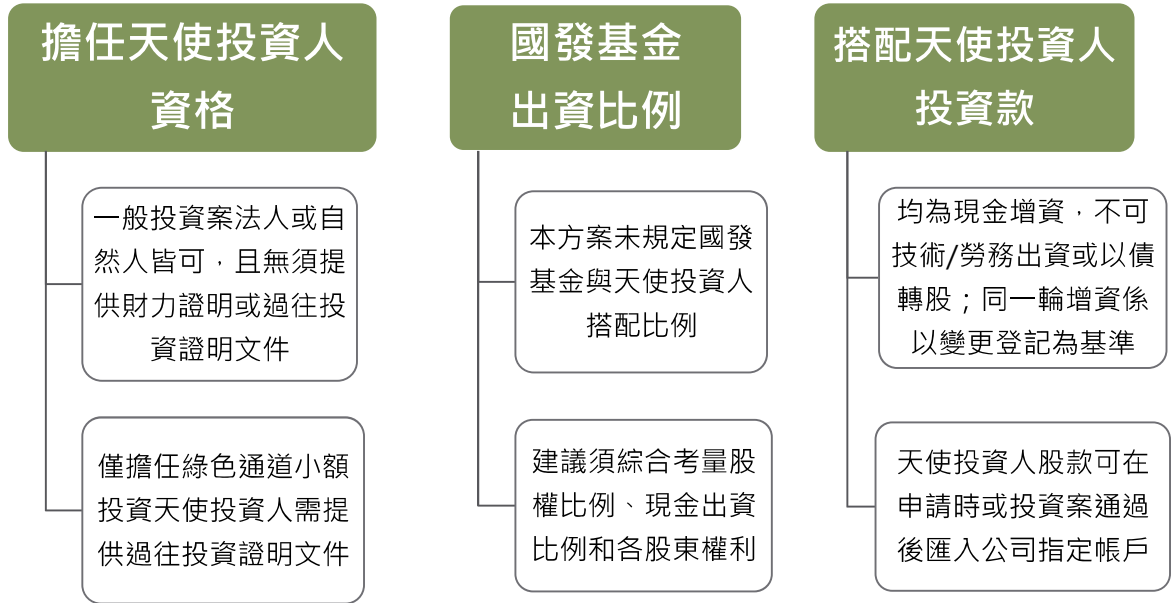 擔任天使投資人
資格
一般投資案法人或自
然人皆可，且無須提
供財力證明或過往投
資證明文件
僅擔任綠色通道小額
投資天使投資人需提
供過往投資證明文件
國發基金
出資比例
本方案未規定國發
基金與天使投資人
搭配比例
建議須綜合考量股
權比例、現金出資
比例和各股東權利
搭配天使投資人
投資款
均為現金增資，不可
技術/勞務出資或以債
轉股；同一輪增資係
以變更登記為基準
天使投資人股款可在
申請時或投資案通過
後匯入公司指定帳戶